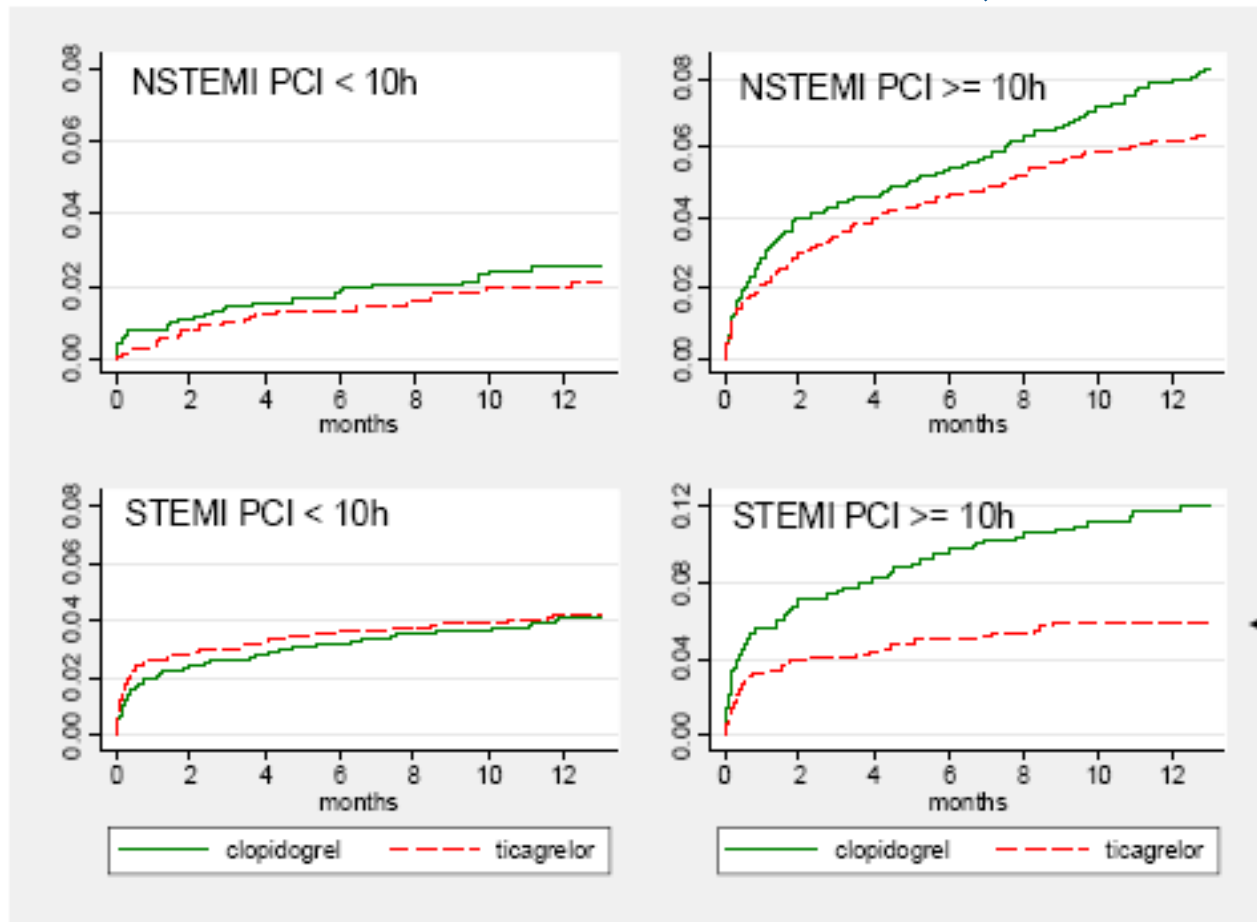 NSTEMI PCI < 10h
0.08
0.06
0.04
0.02
0.00
0 2 4 6 8 10 12
months
NSTEMI PCI >= 10h
0.08
0.06
0.04
0.02
0.00
0 2 4 6 8 10 12
months
STEMI PCI < 10h
0.08
0.06
0.04
0.02
0.00
0 2 4 6 8 10 12
months
STEMI PCI >= 10h
0.12
0.08
0.04
0.00
0 2 4 6 8 10 12
months
clopidogrel ticagrelor
clopidogrel ticagrelor